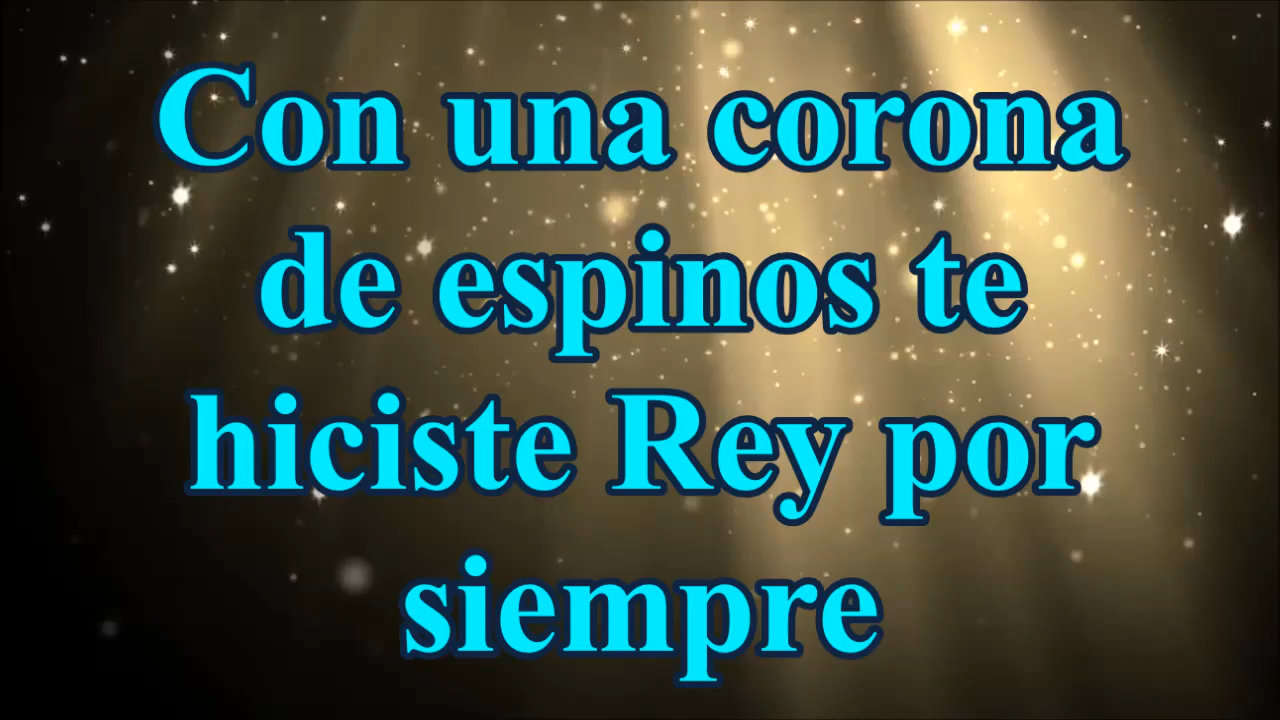 Con una corona
de espinos te
hiciste Rey por
siempre